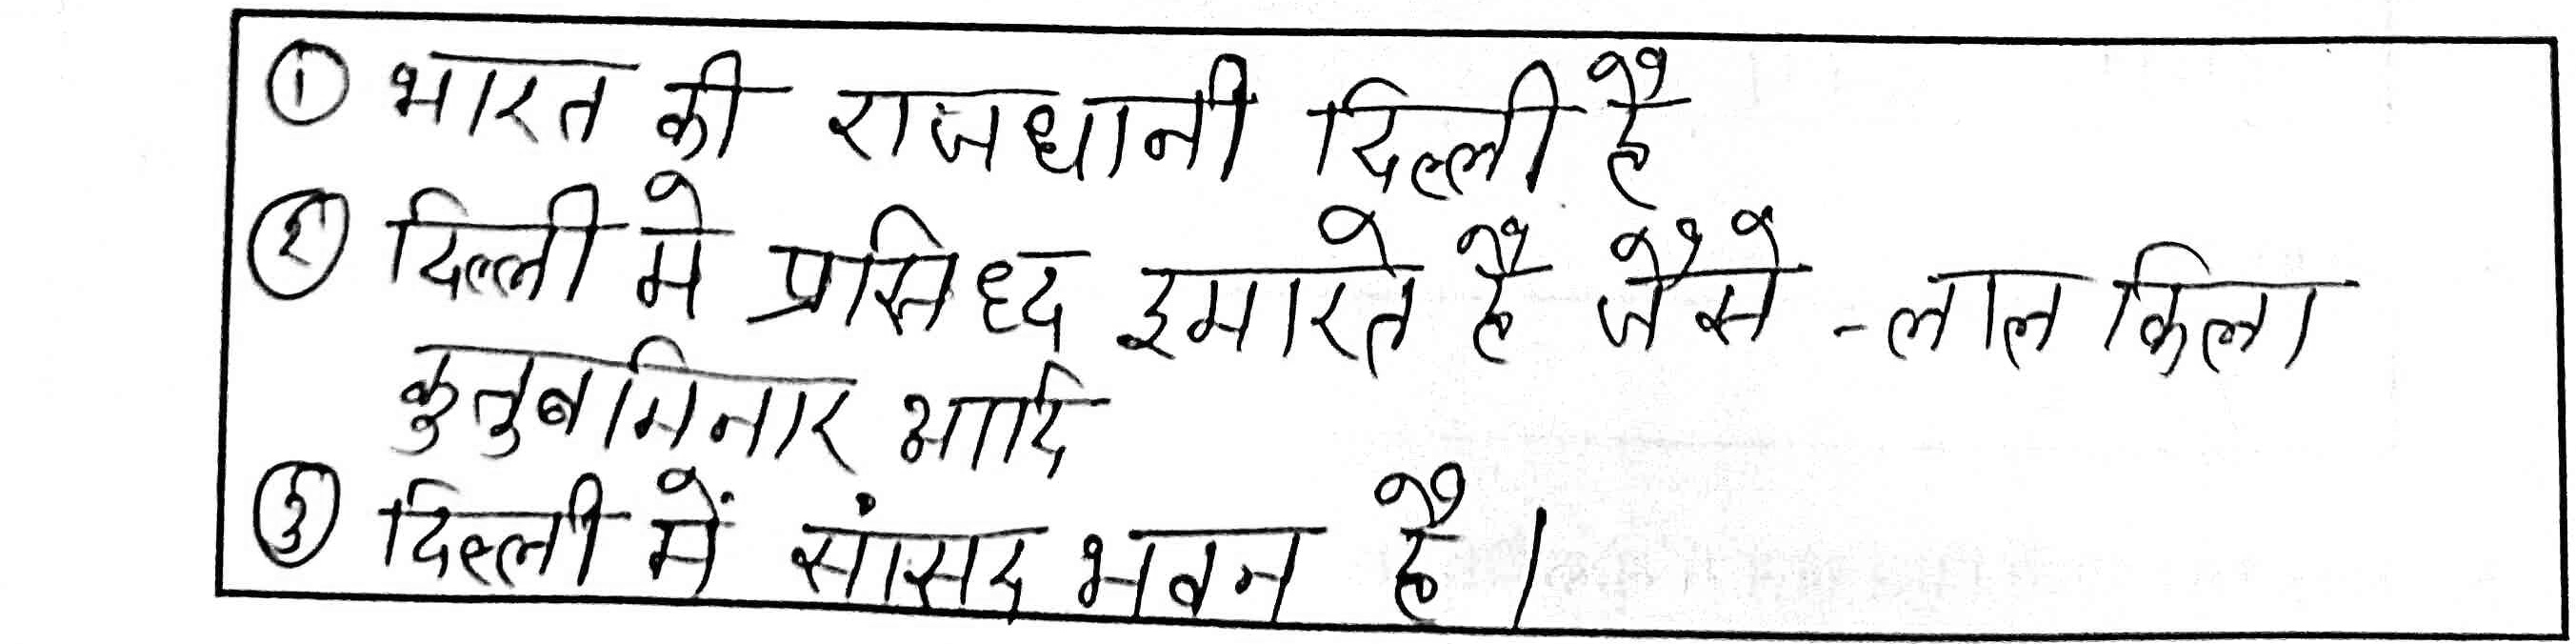 ① भारत की राजधानी दिल्ली है
② दिल्ली मे प्रसिध्द इमारते है जैसे - लाल किला
कुतुबमिनार आदि
③ दिल्ली में सांसद भवन है।